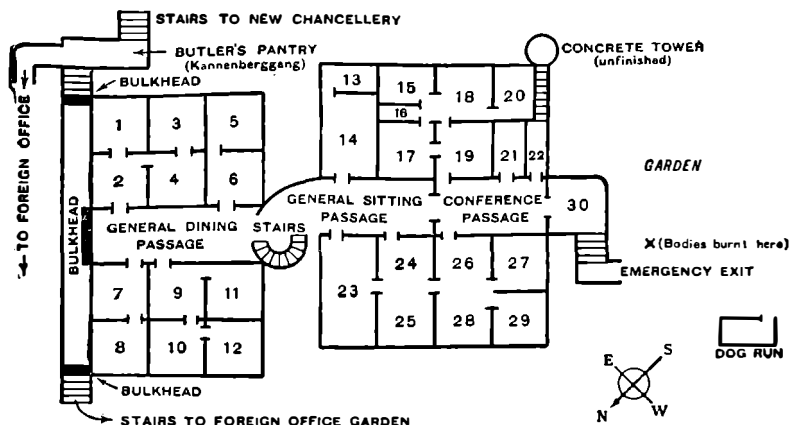 STAIRS TO NEW CHANCELLERY
BUTLER'S PANTRY
(Kannenberggang)
BULKHEAD
CONCRETE TOWER
(unfinished)
TO FOREIGN OFFICE
BULKHEAD
1
3
5
2
4
6
GENERAL DINING
PASSAGE
STAIRS
7
9
11
8
10
12
13
15
18
20
16
14
17
19
21
22
GENERAL SITTING
PASSAGE
CONFERENCE
PASSAGE
30
GARDEN
X (Bodies burnt here)
EMERGENCY EXIT
24
26
27
23
25
28
29
DOG RUN
E
S
N
W
BULKHEAD
STAIRS TO FOREIGN OFFICE GARDEN